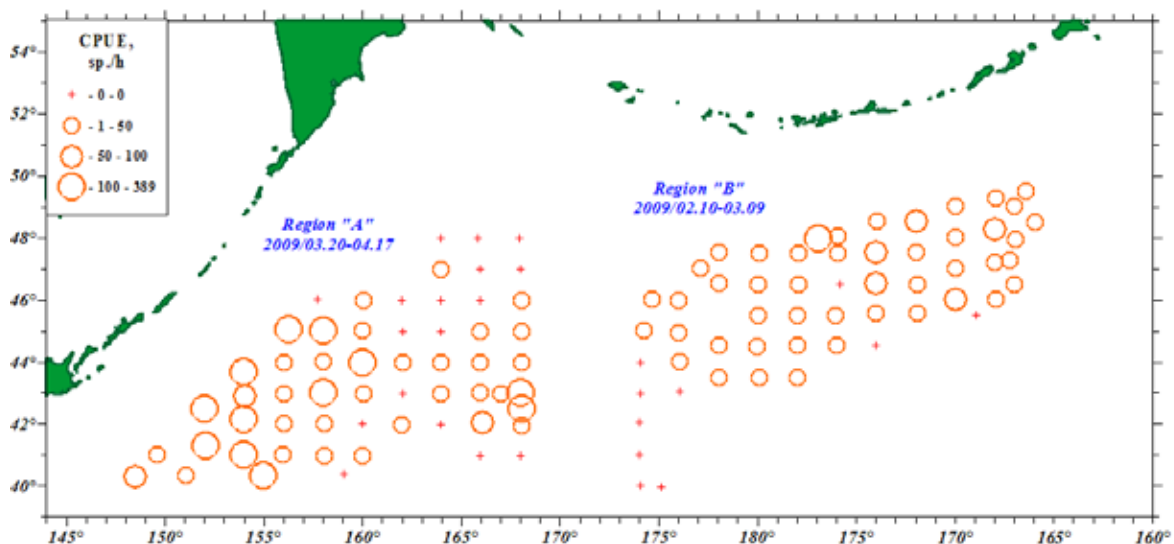 CPUE,
sp./h
- 0 - 0
- 1 - 50
- 50 - 100
- 100 - 389
54°
52°
50°
48°
46°
44°
42°
40°
Region "A"
2009/03.20-04.17
Region "B"
2009/02.10-03.09
145° 150° 155° 160° 165° 170° 175° 180° 175° 170° 165° 160°